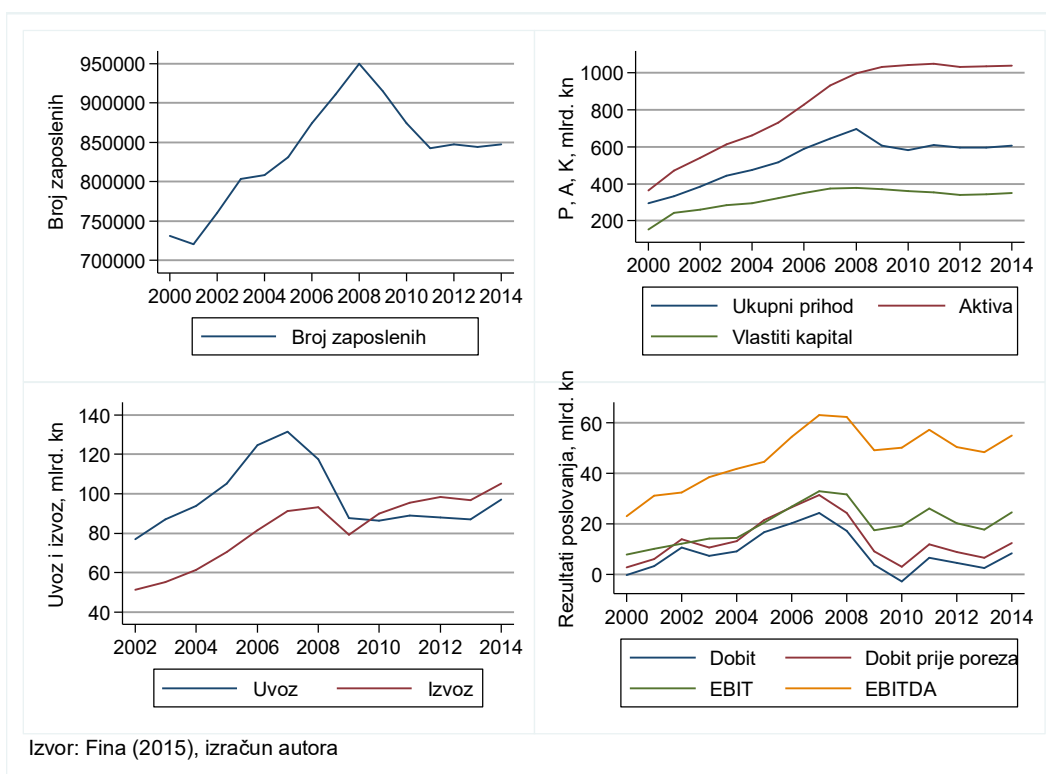 Broj zaposlenih
950000
900000
850000
800000
750000
700000
2000 2002 2004 2006 2008 2010 2012 2014
Broj zaposlenih
P, A, K, mlrd. kn
1000
800
600
400
200
2000 2002 2004 2006 2008 2010 2012 2014
Ukupni prihod Aktiva
Vlastiti kapital
Uvoz i izvoz, mlrd. kn
140
120
100
80
60
40
2002 2004 2006 2008 2010 2012 2014
Uvoz Izvoz
Rezultati poslovanja, mlrd. kn
60
40
20
0
2000 2002 2004 2006 2008 2010 2012 2014
Dobit Dobit prije poreza
EBIT EBITDA
Izvor: Fina (2015), izračun autora